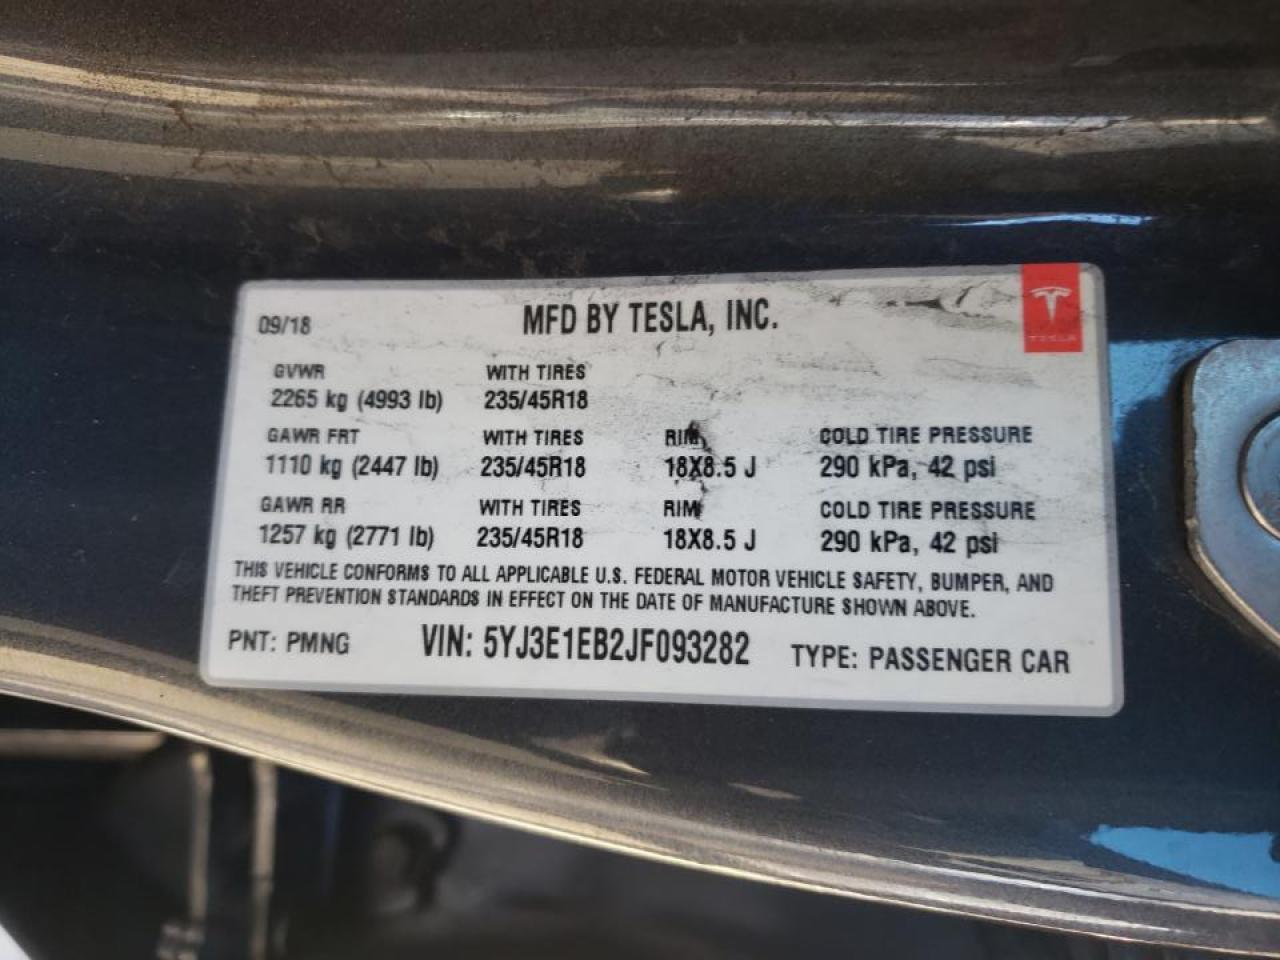 09/18 MFD BY TESLA, INC.
TESLA
GVWR WITH TIRES
2265 kg (4993 lb) 235/45R18
GAWR FRT WITH TIRES RIM COLD TIRE PRESSURE
1110 kg (2447 lb) 235/45R18 18X8.5 J 290 kPa, 42 psi
GAWR RR WITH TIRES RIM COLD TIRE PRESSURE
1257 kg (2771 lb) 235/45R18 18X8.5 J 290 kPa, 42 psi
THIS VEHICLE CONFORMS TO ALL APPLICABLE U.S. FEDERAL MOTOR VEHICLE SAFETY, BUMPER, AND
THEFT PREVENTION STANDARDS IN EFFECT ON THE DATE OF MANUFACTURE SHOWN ABOVE.
PNT: PMNG VIN: 5YJ3E1EB2JF093282 TYPE: PASSENGER CAR